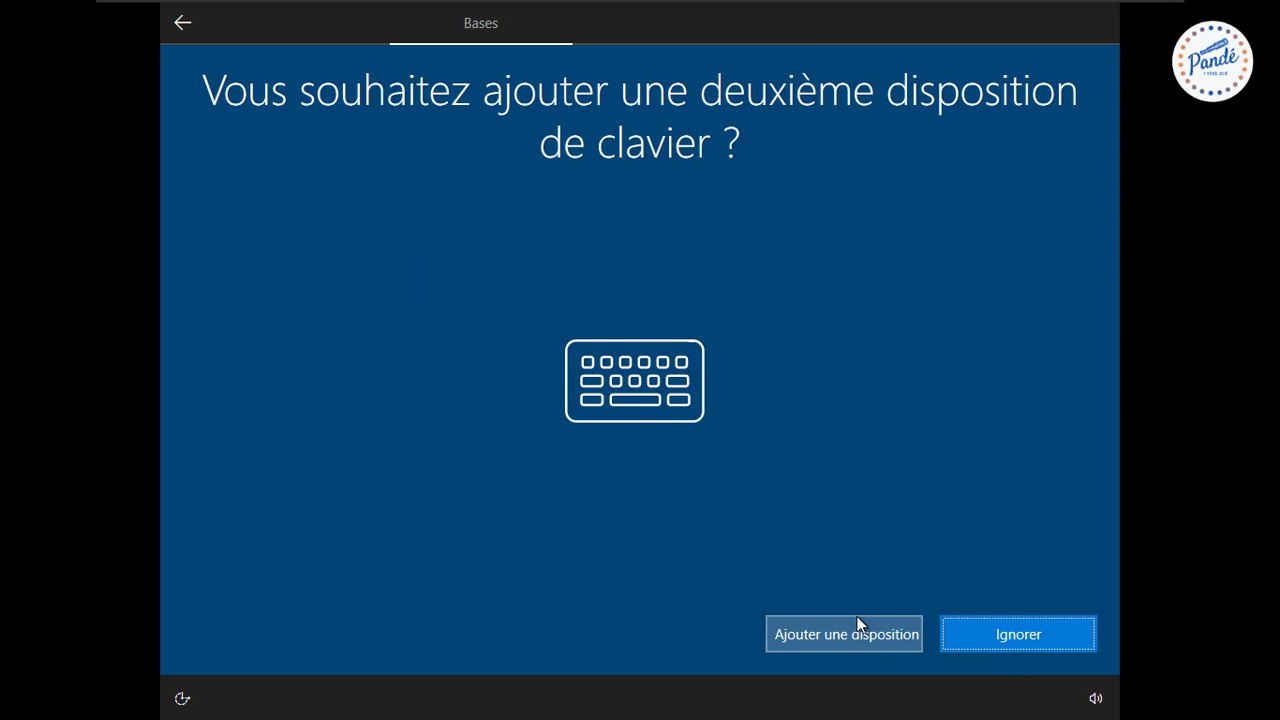 Bases
Vous souhaitez ajouter une deuxième disposition
de clavier ?
Pandé
Ajouter une disposition
Ignorer